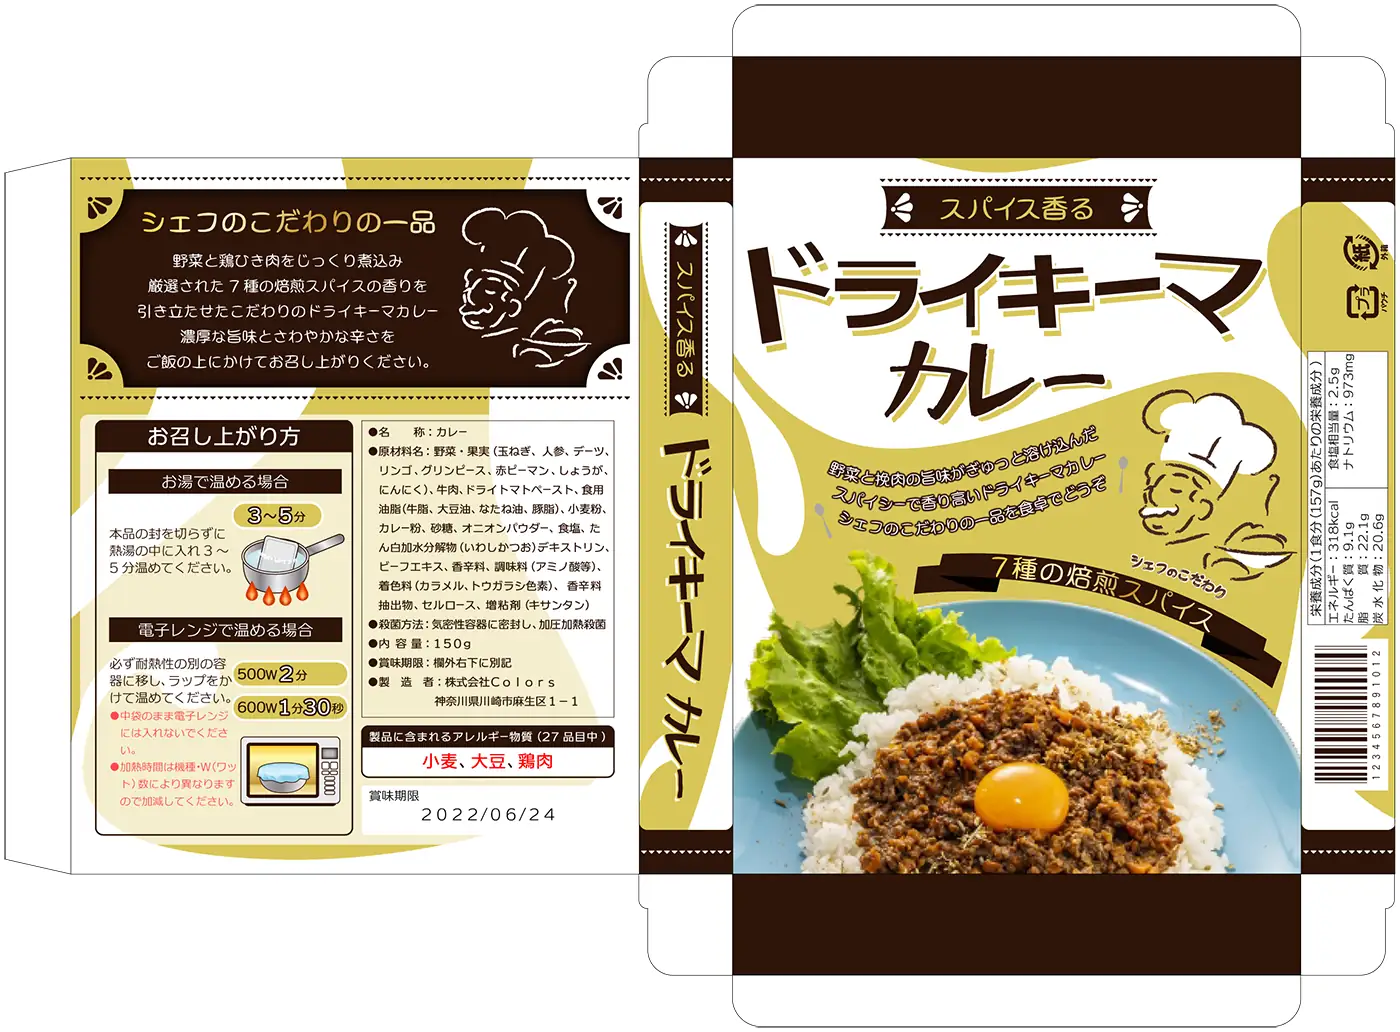 シェフのこだわりの一品
野菜と鶏ひき肉をじっくり煮込み
厳選された7種の焙煎スパイスの香りを
引き立たせたこだわりのドライキーマカレー
濃厚な旨味とさわやかな辛さを
ご飯の上にかけてお召し上がりください。
お召し上がり方
お湯で温める場合
3～5分
本品の封を切らずに
熱湯の中に入れ3～
5分温めてください。
電子レンジで温める場合
必ず耐熱性の別の容
器に移し、ラップをか
けて温めてください。
500W2分
600W1分30秒
●中袋のまま電子レンジ
には入れないでくださ
い。
●加熱時間は機種・W(ワッ
ト)数により異なります
ので加減してください。
●名　称：カレー
●原材料名：野菜・果実(玉ねぎ、人参、デーツ、
リンゴ、グリンピース、赤ピーマン、しょうが、
にんにく)、牛肉、ドライトマトペースト、食用
油脂(牛脂、大豆油、なたね油、豚脂)、小麦粉、
カレー粉、砂糖、オニオンパウダー、食塩、た
ん白加水分解物(いわしかつお)デキストリン、
ビーフエキス、香辛料、調味料(アミノ酸等)、
着色料(カラメル、トウガラシ色素)、香辛料
抽出物、セルロース、増粘剤(キサンタン)
●殺菌方法：気密性容器に密封し、加圧加熱殺菌
●内容量：150g
●賞味期限：欄外右下に別記
●製造者：株式会社Colors
神奈川県川崎市麻生区1－1
製品に含まれるアレルギー物質(27品目中)
小麦、大豆、鶏肉
賞味期限
2022/06/24
スパイス香る
ドライキーマカレー
スパイス香る
ドライキーマ
カレー
野菜と挽肉の旨味がぎゅっと溶け込んだ
スパイシーで香り高いドライキーマカレー
シェフのこだわりの一品を食卓でどうぞ
シェフのこだわり
7種の焙煎スパイス
紙
外箱
プラ
パウチ
栄養成分(1食分(157g)あたりの栄養成分)
エネルギー：318kcal
たんぱく質：9.1g
脂　質：22.1g
炭水化物：20.6g
食塩相当量：2.5g
ナトリウム：973mg
1234567891012